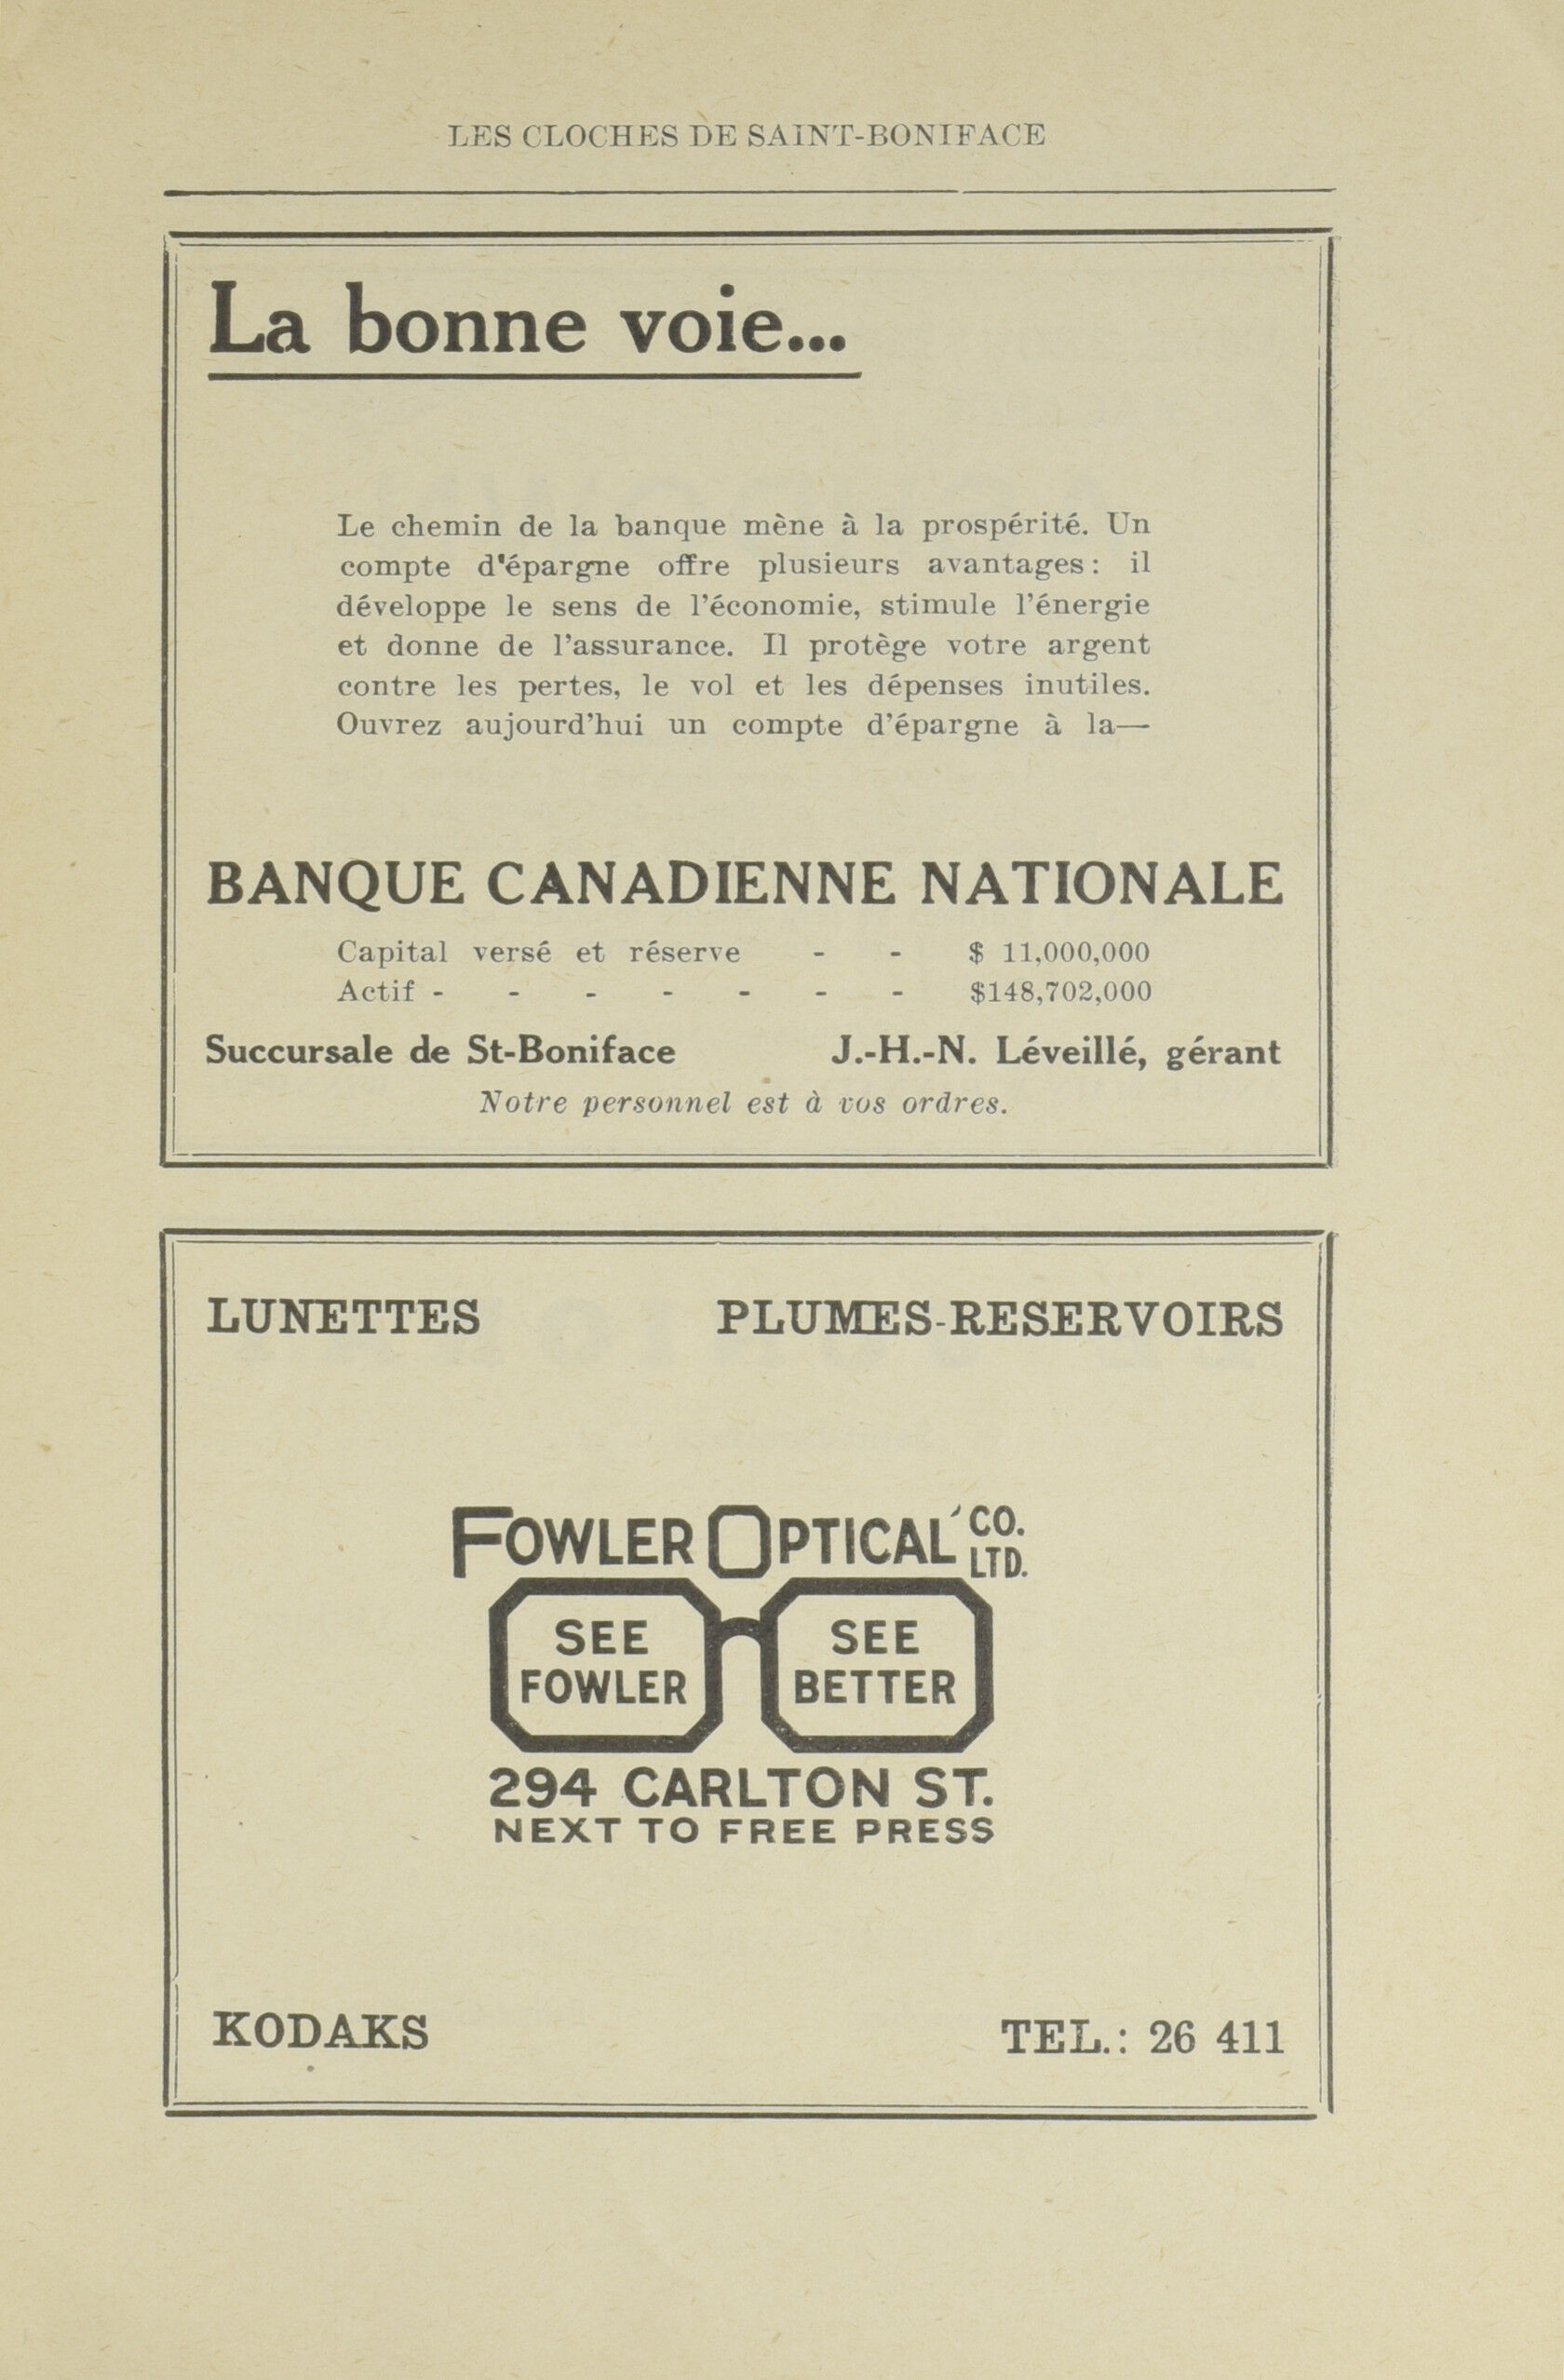 LES CLOCHES DE SAINT-BONIFACE
La bonne voie...
Le chemin de la banque mène à la prospérité. Un
compte d'épargne offre plusieurs avantages: il
développe le sens de l'économie, stimule l'énergie
et donne de l'assurance. Il protège votre argent
contre les pertes, le vol et les dépenses inutiles.
Ouvrez aujourd'hui un compte d'épargne à la—
BANQUE CANADIENNE NATIONALE
Capital versé et réserve - - $ 11,000,000
Actif - - - - - - - $148,702,000
Succursale de St-Boniface J.-H.-N. Léveillé, gérant
Notre personnel est à vos ordres.
LUNETTES PLUMES-RESERVOIRS
FOWLER OPTICAL CO. LTD.
SEE FOWLER
SEE BETTER
294 CARLTON ST.
NEXT TO FREE PRESS
KODAKS TEL.: 26 411